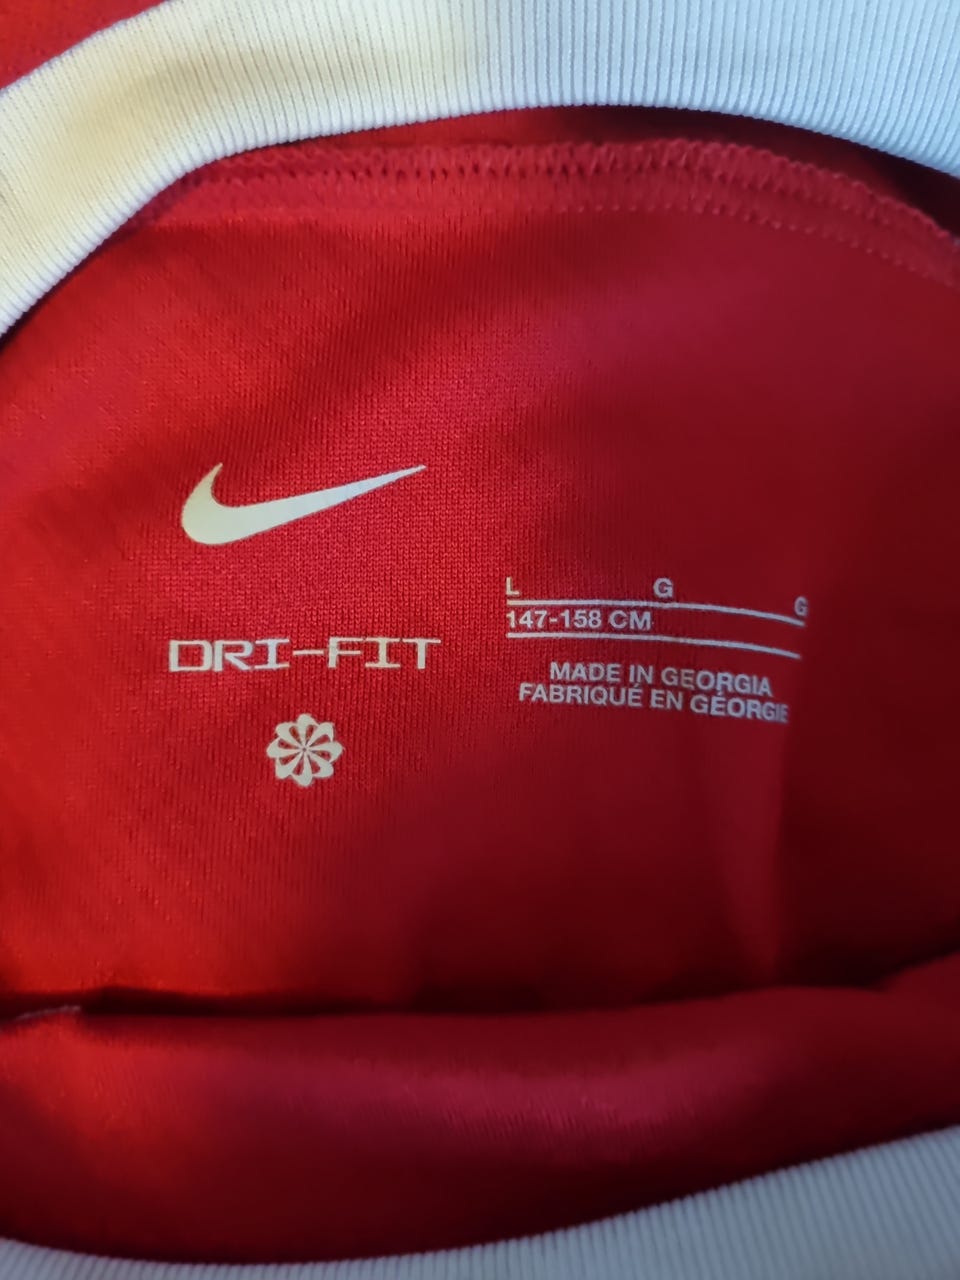 DRI-FIT
L G G
147-158 CM
MADE IN GEORGIA
FABRIQUÉ EN GÉORGIE